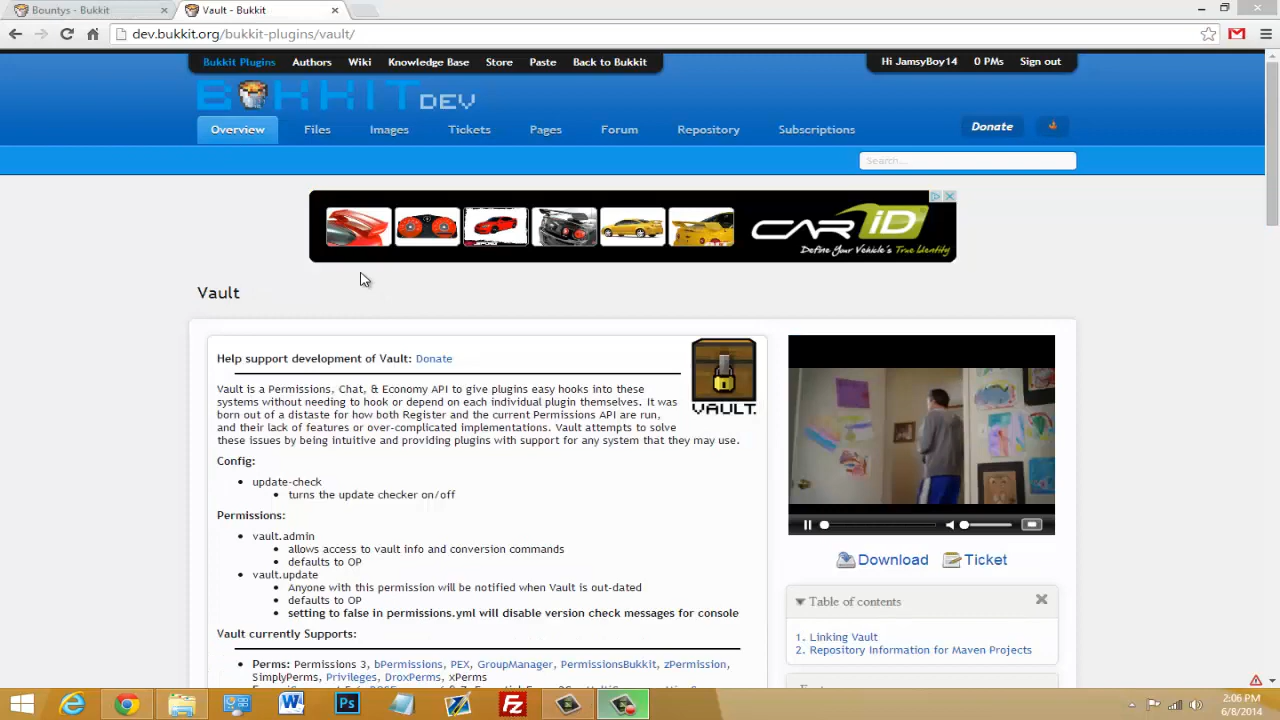 Bountys - Bukkit
Vault - Bukkit
dev.bukkit.org/bukkit-plugins/vault/
Bukkit Plugins Authors Wiki Knowledge Base Store Paste Back to Bukkit
Hi JamsyBoy14 0 PMs Sign out
BUKKIT DEV
Overview Files Images Tickets Pages Forum Repository Subscriptions
Donate
Search...
CARiD
Define Your Vehicle's True Identity
Vault
Help support development of Vault: Donate
Vault is a Permissions, Chat, & Economy API to give plugins easy hooks into these
systems without needing to hook or depend on each individual plugin themselves. It was
born out of a distaste for how both Register and the current Permissions API are run,
and their lack of features or over-complicated implementations. Vault attempts to solve
these issues by being intuitive and providing plugins with support for any system that they may use.
VAULT.
Config:
update-check
turns the update checker on/off
Permissions:
vault.admin
allows access to vault info and conversion commands
defaults to OP
vault.update
Anyone with this permission will be notified when Vault is out-dated
defaults to OP
setting to false in permissions.yml will disable version check messages for console
Vault currently Supports:
Perms: Permissions 3, bPermissions, PEX, GroupManager, PermissionsBukkit, zPermission,
SimplyPerms, Privileges, DroxPerms, xPerms
Download Ticket
Table of contents
1. Linking Vault
2. Repository Information for Maven Projects
2:06 PM
6/8/2014